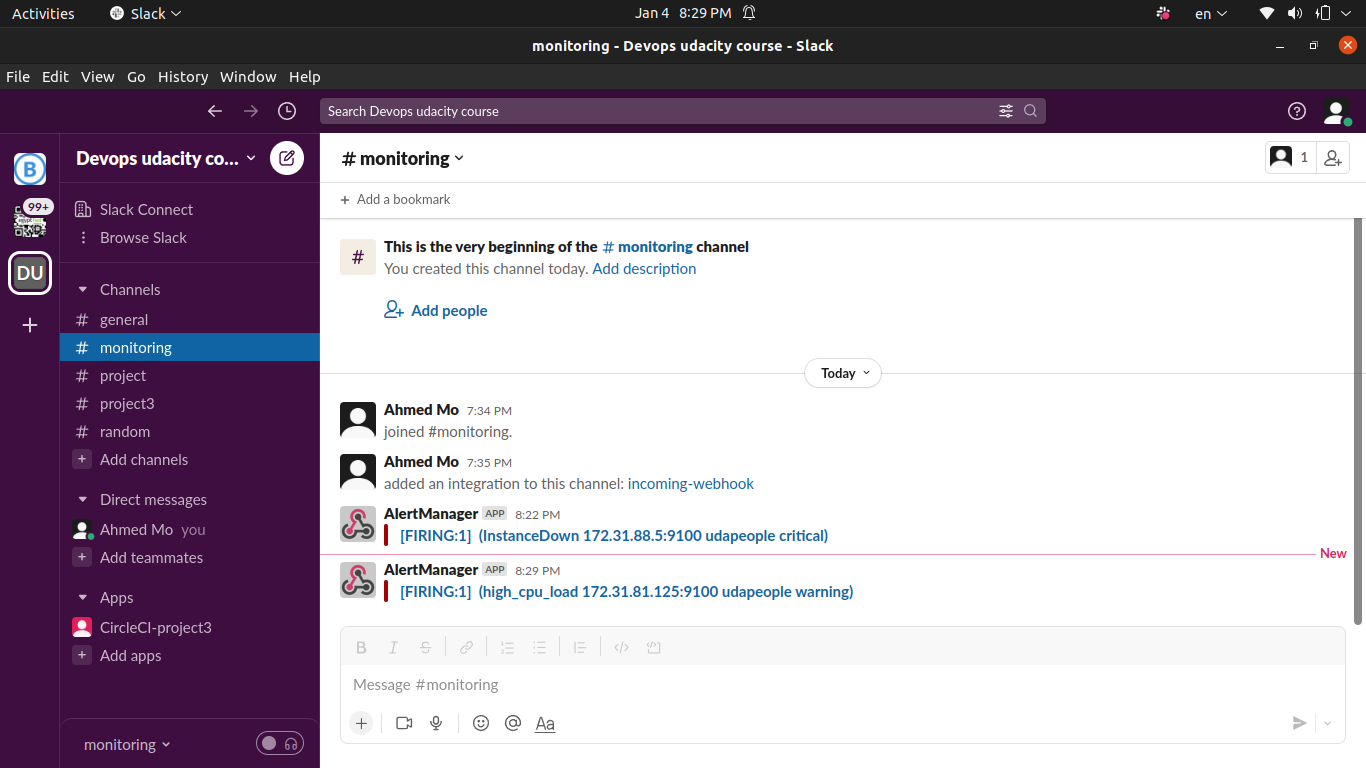 Activities Slack Jan 4 8:29 PM en
monitoring - Devops udacity course - Slack
File Edit View Go History Window Help
Search Devops udacity course
B
99+
DU
Devops udacity co...
Slack Connect
Browse Slack
Channels
# general
# monitoring
# project
# project3
# random
+ Add channels
Direct messages
Ahmed Mo you
+ Add teammates
Apps
CircleCI-project3
+ Add apps
monitoring
# monitoring
1
+ Add a bookmark
# This is the very beginning of the # monitoring channel
You created this channel today. Add description
Add people
Today
Ahmed Mo 7:34 PM
joined #monitoring.
Ahmed Mo 7:35 PM
added an integration to this channel: incoming-webhook
AlertManager APP 8:22 PM
[FIRING:1] (InstanceDown 172.31.88.5:9100 udapeople critical)
New
AlertManager APP 8:29 PM
[FIRING:1] (high_cpu_load 172.31.81.125:9100 udapeople warning)
B I S
Message #monitoring
+ @ Aa